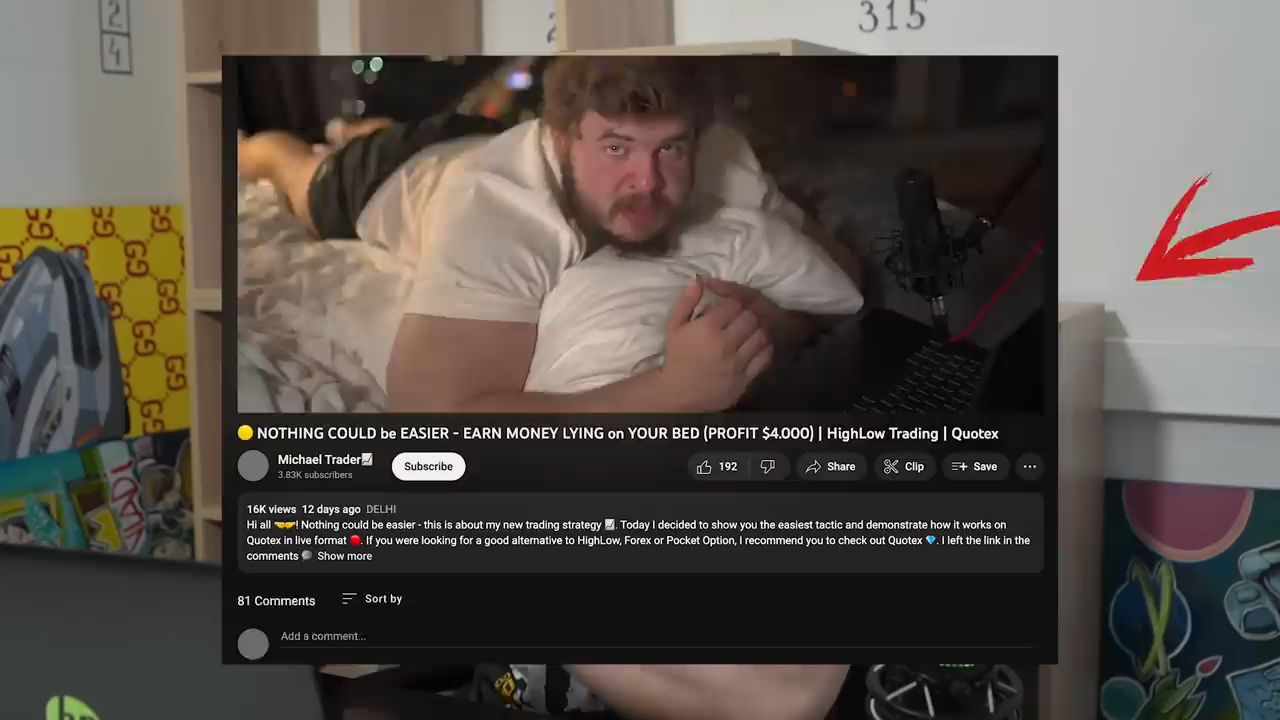 2
4
315
🟡 NOTHING COULD be EASIER - EARN MONEY LYING on YOUR BED (PROFIT $4.000) | HighLow Trading | Quotex
Michael Trader📈
3.83K subscribers
Subscribe
192
Share
Clip
Save
16K views 12 days ago DELHI
Hi all 🤝! Nothing could be easier - this is about my new trading strategy 📈. Today I decided to show you the easiest tactic and demonstrate how it works on
Quotex in live format 🔴. If you were looking for a good alternative to HighLow, Forex or Pocket Option, I recommend you to check out Quotex 💎. I left the link in the
comments 💬 Show more
81 Comments
Sort by
Add a comment...
hp